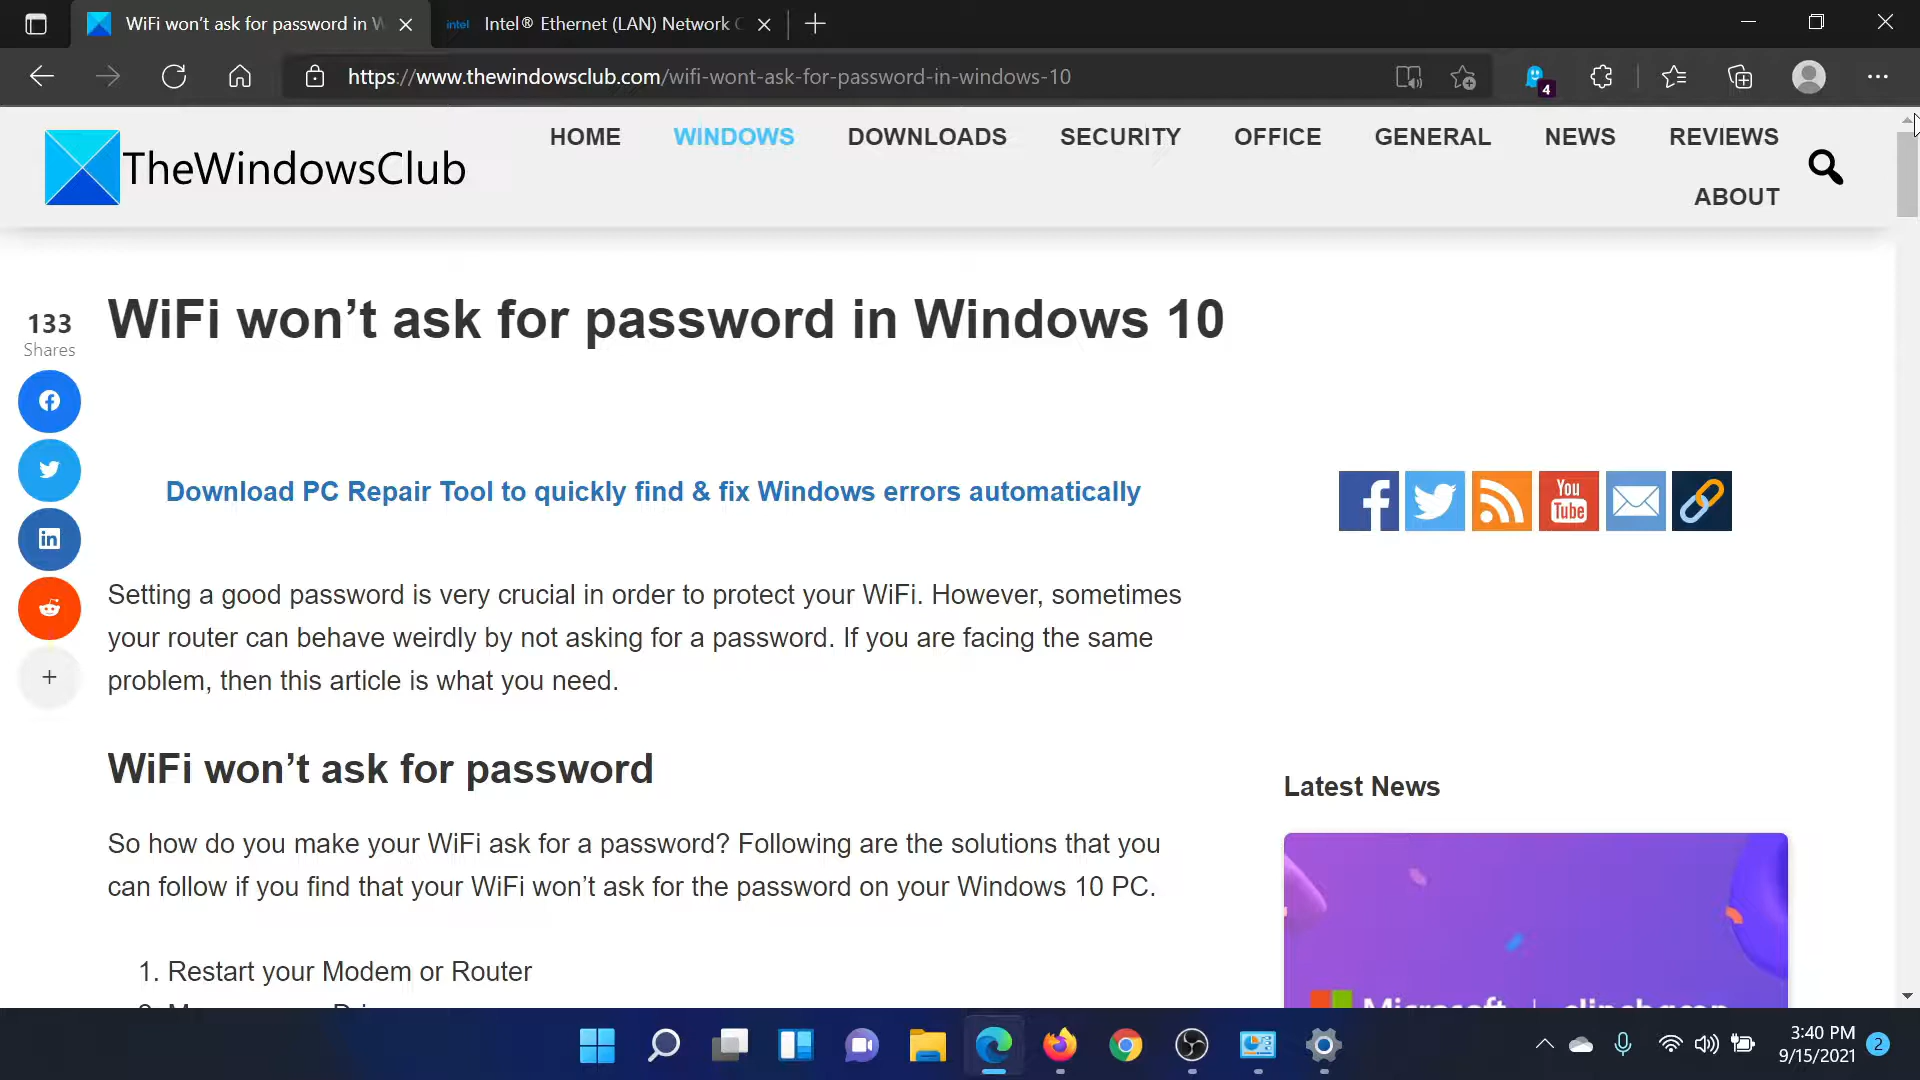 WiFi won’t ask for password in W
intel
Intel® Ethernet (LAN) Network C
https://www.thewindowsclub.com/wifi-wont-ask-for-password-in-windows-10
4
TheWindowsClub
HOME
WINDOWS
DOWNLOADS
SECURITY
OFFICE
GENERAL
NEWS
REVIEWS
ABOUT
133
Shares
WiFi won’t ask for password in Windows 10
Download PC Repair Tool to quickly find & fix Windows errors automatically
You
Tube
Setting a good password is very crucial in order to protect your WiFi. However, sometimes
your router can behave weirdly by not asking for a password. If you are facing the same
problem, then this article is what you need.
WiFi won’t ask for password
Latest News
So how do you make your WiFi ask for a password? Following are the solutions that you
can follow if you find that your WiFi won’t ask for the password on your Windows 10 PC.
1. Restart your Modem or Router
Microsoft | clipchamp
3:40 PM
9/15/2021
2